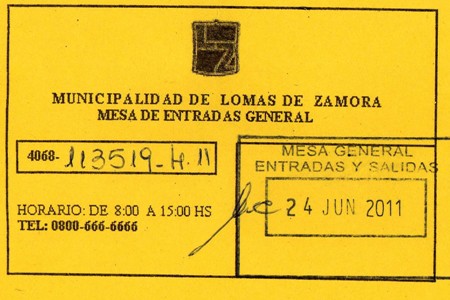 LZ
MUNICIPALIDAD DE LOMAS DE ZAMORA
MESA DE ENTRADAS GENERAL
4068- 113519-H.11
MESA GENERAL
ENTRADAS Y SALIDAS
24 JUN 2011
HORARIO: DE 8:00 A 15:00 HS
TEL: 0800-666-6666